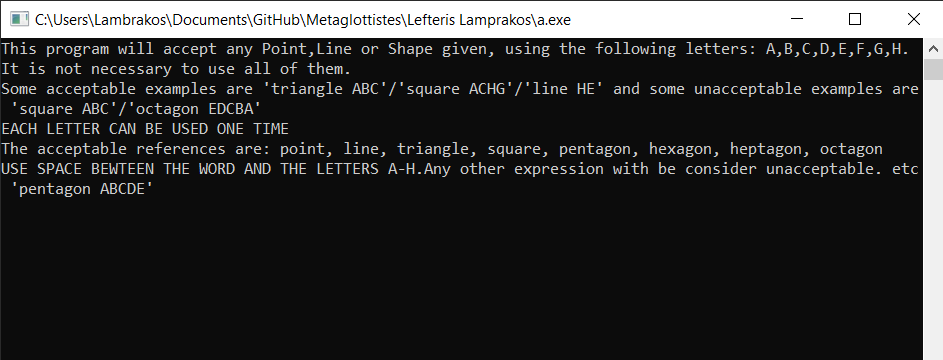 C:\Users\Lambrakos\Documents\GitHub\Metaglottistes\Lefteris Lamprakos\a.exe
This program will accept any Point,Line or Shape given, using the following letters: A,B,C,D,E,F,G,H.
It is not necessary to use all of them.
Some acceptable examples are 'triangle ABC'/'square ACHG'/'line HE' and some unacceptable examples are
'square ABC'/'octagon EDCBA'
EACH LETTER CAN BE USED ONE TIME
The acceptable references are: point, line, triangle, square, pentagon, hexagon, heptagon, octagon
USE SPACE BEWTEEN THE WORD AND THE LETTERS A-H.Any other expression with be consider unacceptable. etc
'pentagon ABCDE'